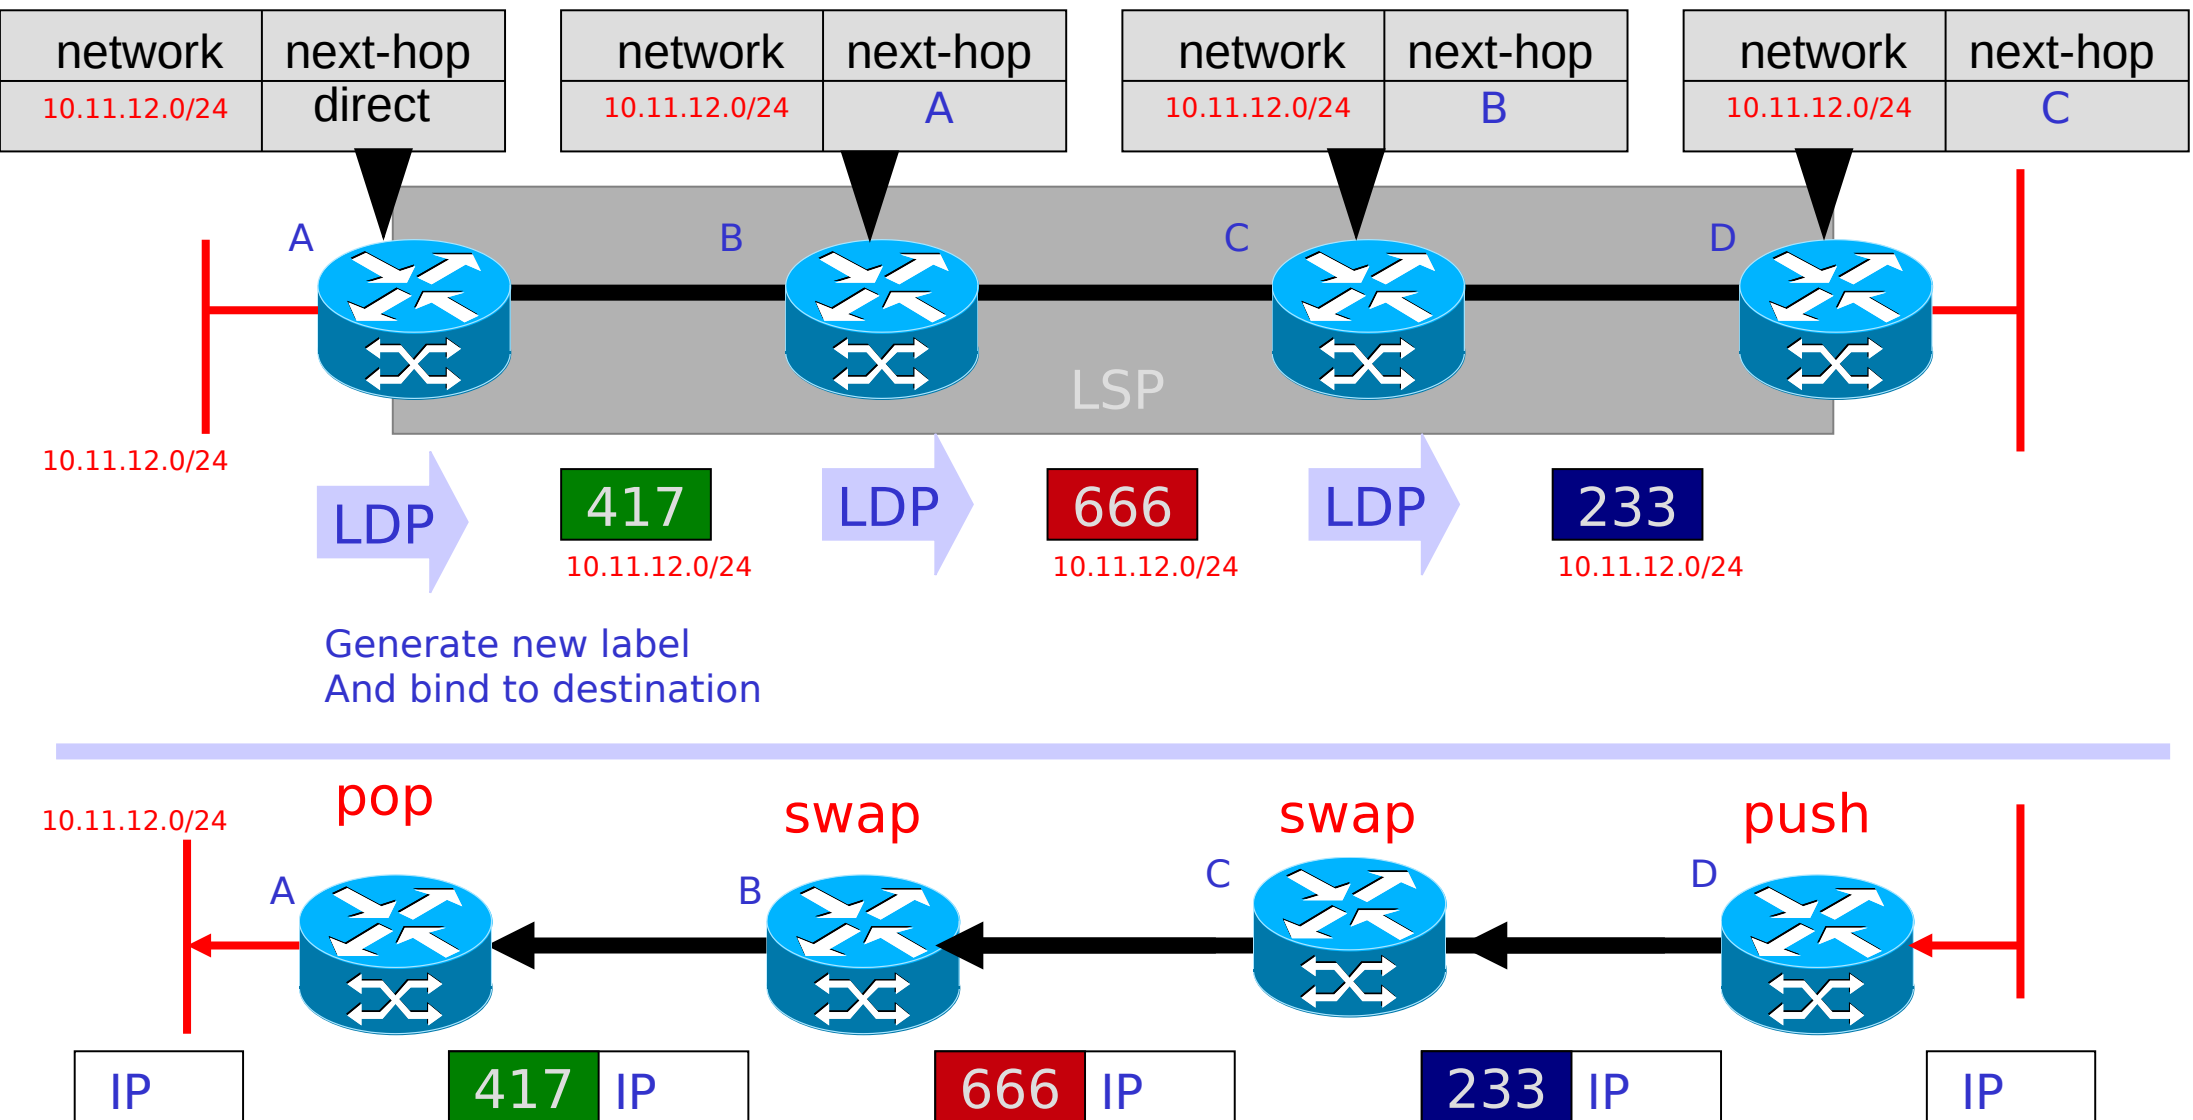 network next-hop network next-hop network next-hop network next-hop
10.11.12.0/24 direct 10.11.12.0/24 A 10.11.12.0/24 B 10.11.12.0/24 C
A B C D
LSP
10.11.12.0/24
LDP 417 LDP 666 LDP 233
10.11.12.0/24 10.11.12.0/24 10.11.12.0/24
Generate new label
And bind to destination
pop swap swap push
10.11.12.0/24
A B C D
IP 417 IP 666 IP 233 IP IP